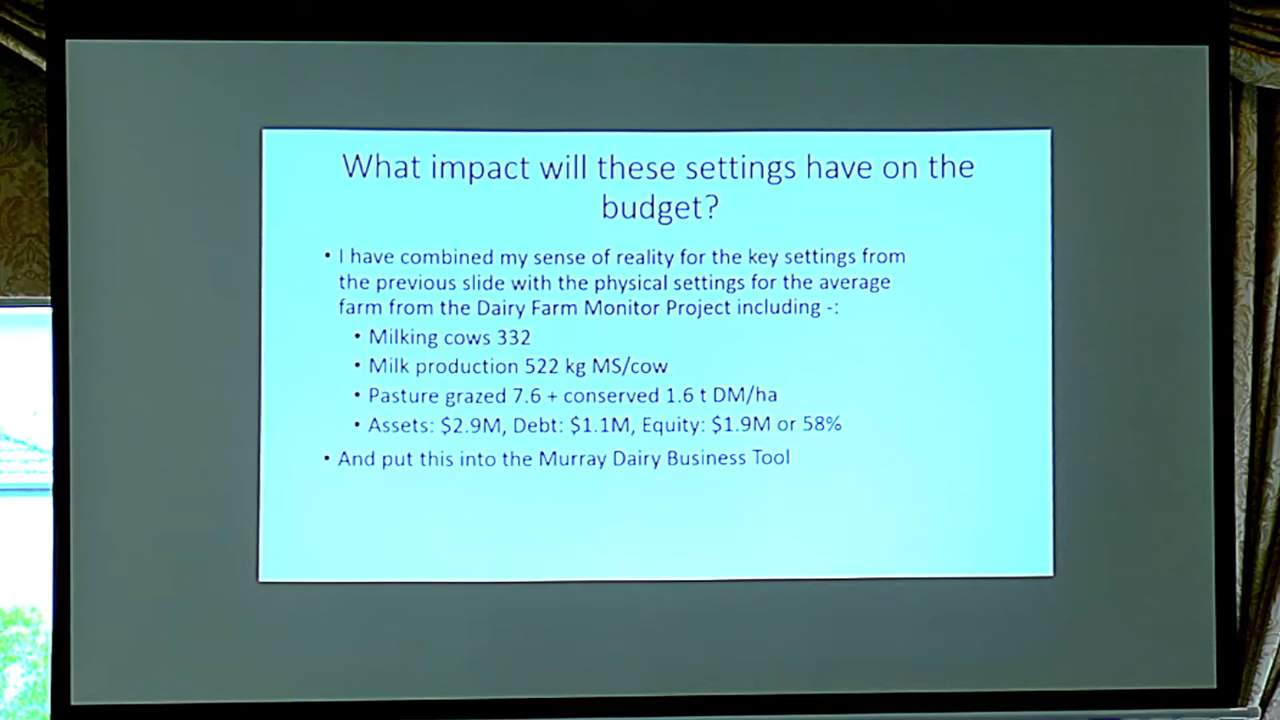 What impact will these settings have on the
budget?
• I have combined my sense of reality for the key settings from
the previous slide with the physical settings for the average
farm from the Dairy Farm Monitor Project including -:
• Milking cows 332
• Milk production 522 kg MS/cow
• Pasture grazed 7.6 + conserved 1.6 t DM/ha
• Assets: $2.9M, Debt: $1.1M, Equity: $1.9M or 58%
• And put this into the Murray Dairy Business Tool